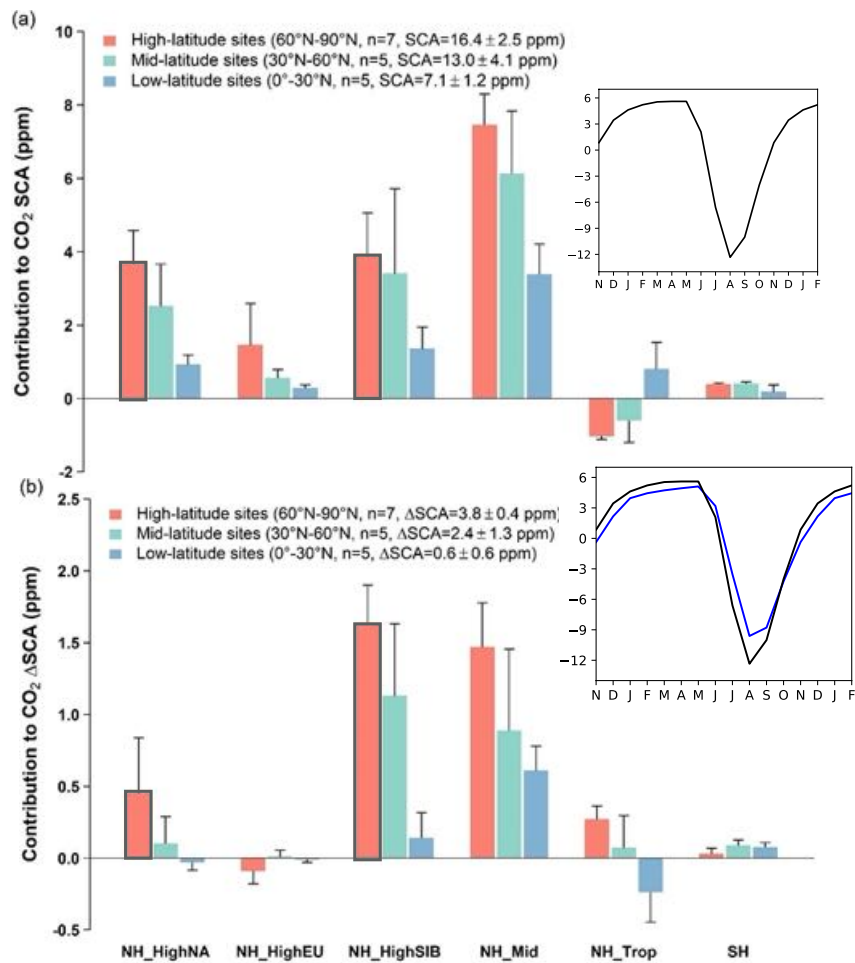 (a)
Contribution to CO₂ SCA (ppm)
10
8
6
4
2
0
-2
High-latitude sites (60°N-90°N, n=7, SCA=16.4±2.5 ppm)
Mid-latitude sites (30°N-60°N, n=5, SCA=13.0±4.1 ppm)
Low-latitude sites (0°-30°N, n=5, SCA=7.1±1.2 ppm)
6
3
0
−3
−6
−9
−12
N D J F M A M J J A S O N D J F
(b)
Contribution to CO₂ ΔSCA (ppm)
2.5
2.0
1.5
1.0
0.5
0.0
-0.5
High-latitude sites (60°N-90°N, n=7, ΔSCA=3.8±0.4 ppm)
Mid-latitude sites (30°N-60°N, n=5, ΔSCA=2.4±1.3 ppm)
Low-latitude sites (0°-30°N, n=5, ΔSCA=0.6±0.6 ppm)
6
3
0
−3
−6
−9
−12
N D J F M A M J J A S O N D J F
NH_HighNA NH_HighEU NH_HighSIB NH_Mid NH_Trop SH